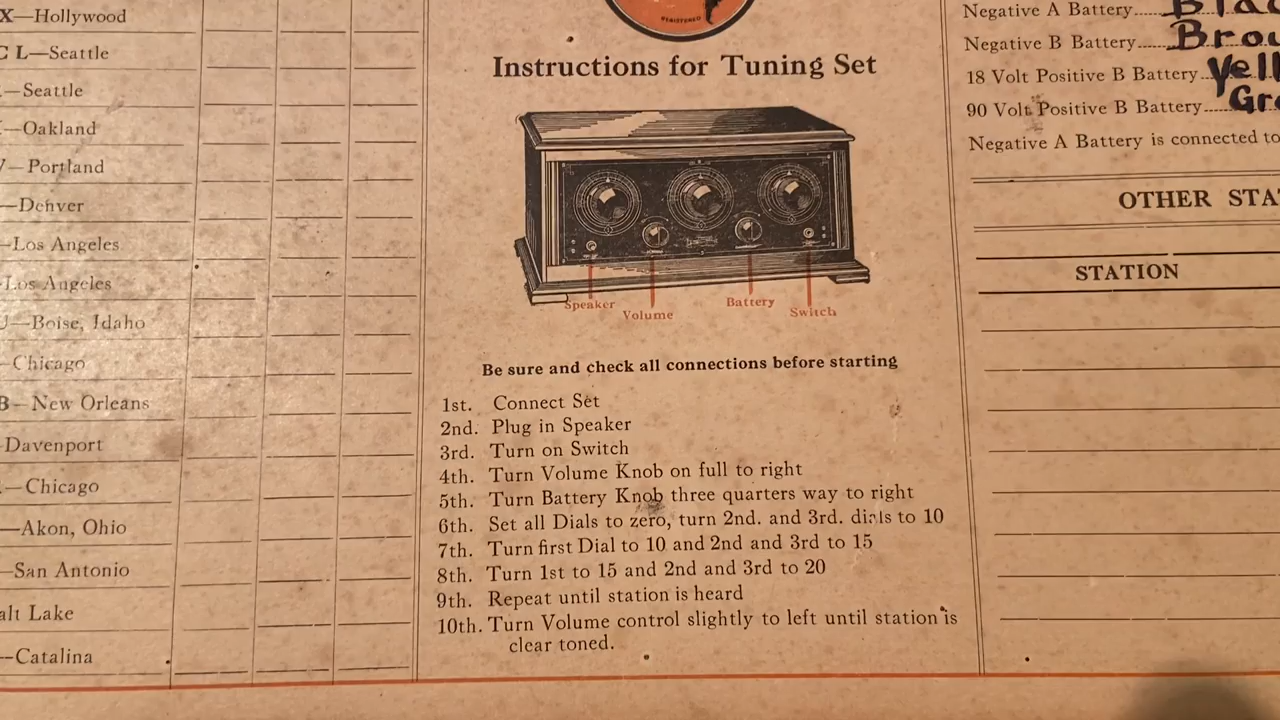 X—Hollywood
C L—Seattle
—Seattle
—Oakland
—Portland
—Denver
—Los Angeles
—Los Angeles
U—Boise, Idaho
—Chicago
B—New Orleans
Davenport
—Chicago
—Akon, Ohio
—San Antonio
alt Lake
—Catalina
REGISTERED
Instructions for Tuning Set
Speaker
Volume
Battery
Switch
Be sure and check all connections before starting
1st. Connect Set
2nd. Plug in Speaker
3rd. Turn on Switch
4th. Turn Volume Knob on full to right
5th. Turn Battery Knob three quarters way to right
6th. Set all Dials to zero, turn 2nd. and 3rd. dials to 10
7th. Turn first Dial to 10 and 2nd and 3rd to 15
8th. Turn 1st to 15 and 2nd and 3rd to 20
9th. Repeat until station is heard
10th. Turn Volume control slightly to left until station is
clear toned.
Negative A Battery...... Blac
Negative B Battery...... Brou
18 Volt Positive B Battery... Yell
90 Volt Positive B Battery..... Gre
Negative A Battery is connected to
OTHER STA
STATION